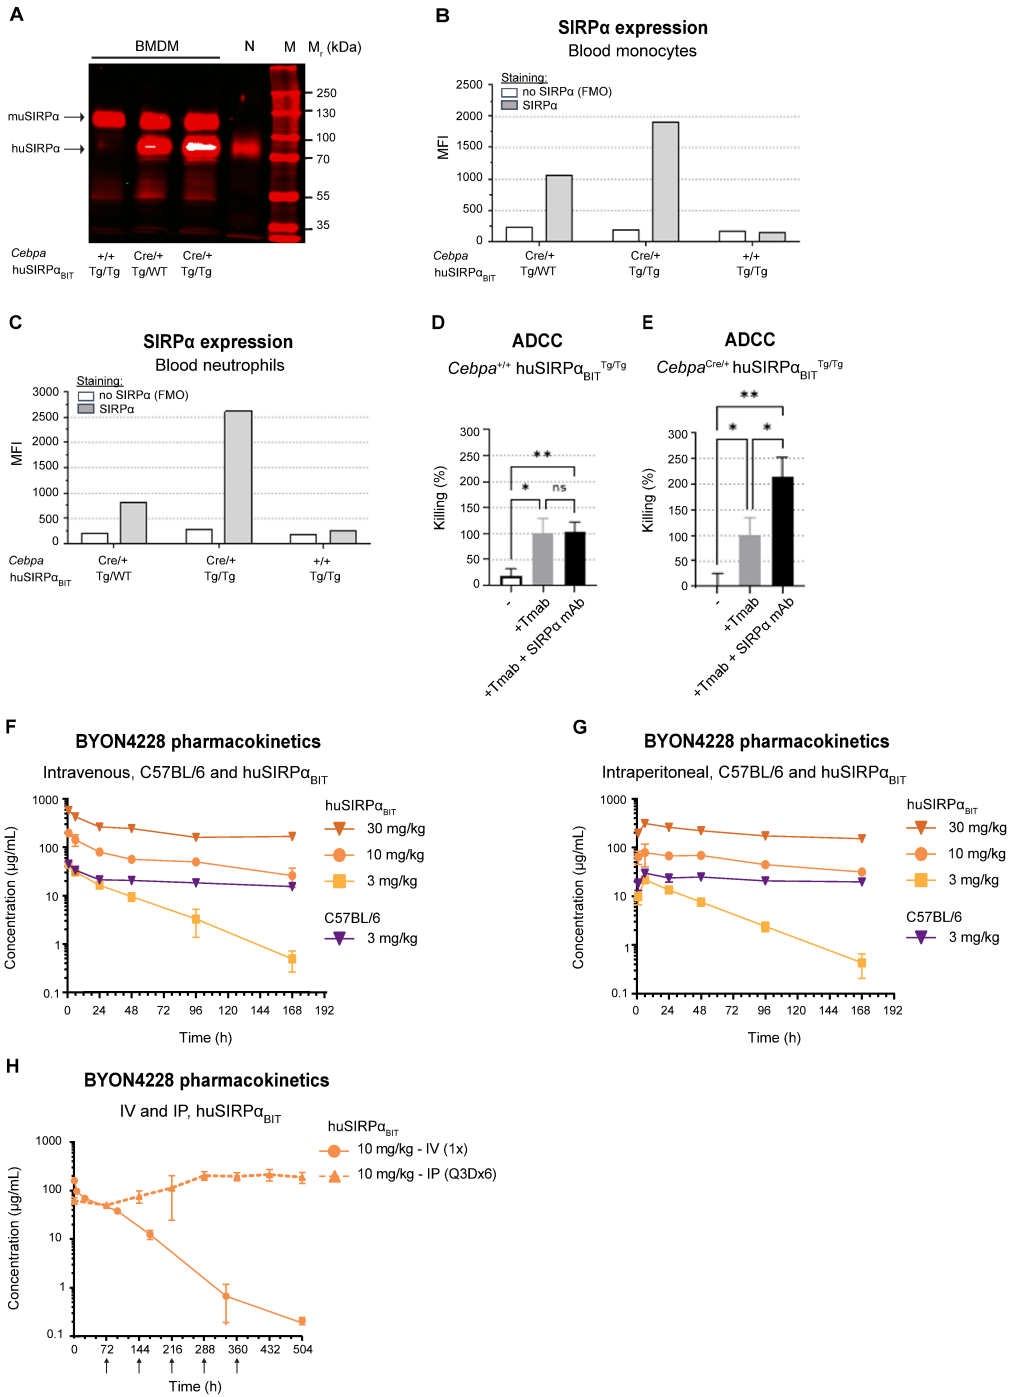 A
BMDM N M Mr (kDa)
250
130
muSIRPα
100
huSIRPα
70
55
35
Cebpa +/+ Cre/+ Cre/+
huSIRPαBIT Tg/Tg Tg/WT Tg/Tg
B
SIRPα expression
Blood monocytes
Staining:
no SIRPα (FMO)
SIRPα
MFI
2500
2000
1500
1000
500
0
Cebpa Cre/+ Cre/+ +/+
huSIRPαBIT Tg/WT Tg/Tg Tg/Tg
C
SIRPα expression
Blood neutrophils
Staining:
no SIRPα (FMO)
SIRPα
MFI
3000
2500
2000
1500
1000
500
0
Cebpa Cre/+ Cre/+ +/+
huSIRPαBIT Tg/WT Tg/Tg Tg/Tg
D
ADCC
Cebpa+/+ huSIRPαBITTg/Tg
Killing (%)
300
250
200
150
100
50
0
**
* ns
-
+Tmab
+Tmab + SIRPα mAb
E
ADCC
CebpaCre/+ huSIRPαBITTg/Tg
Killing (%)
300
250
200
150
100
50
0
**
* *
-
+Tmab
+Tmab + SIRPα mAb
F
BYON4228 pharmacokinetics
Intravenous, C57BL/6 and huSIRPαBIT
Concentration (µg/mL)
1000
100
10
1
0.1
0 24 48 72 96 120 144 168 192
Time (h)
huSIRPαBIT
30 mg/kg
10 mg/kg
3 mg/kg
C57BL/6
3 mg/kg
G
BYON4228 pharmacokinetics
Intraperitoneal, C57BL/6 and huSIRPαBIT
Concentration (µg/mL)
1000
100
10
1
0.1
0 24 48 72 96 120 144 168 192
Time (h)
huSIRPαBIT
30 mg/kg
10 mg/kg
3 mg/kg
C57BL/6
3 mg/kg
H
BYON4228 pharmacokinetics
IV and IP, huSIRPαBIT
Concentration (µg/mL)
1000
100
10
1
0.1
0 72 144 216 288 360 432 504
Time (h)
huSIRPαBIT
10 mg/kg - IV (1x)
10 mg/kg - IP (Q3Dx6)